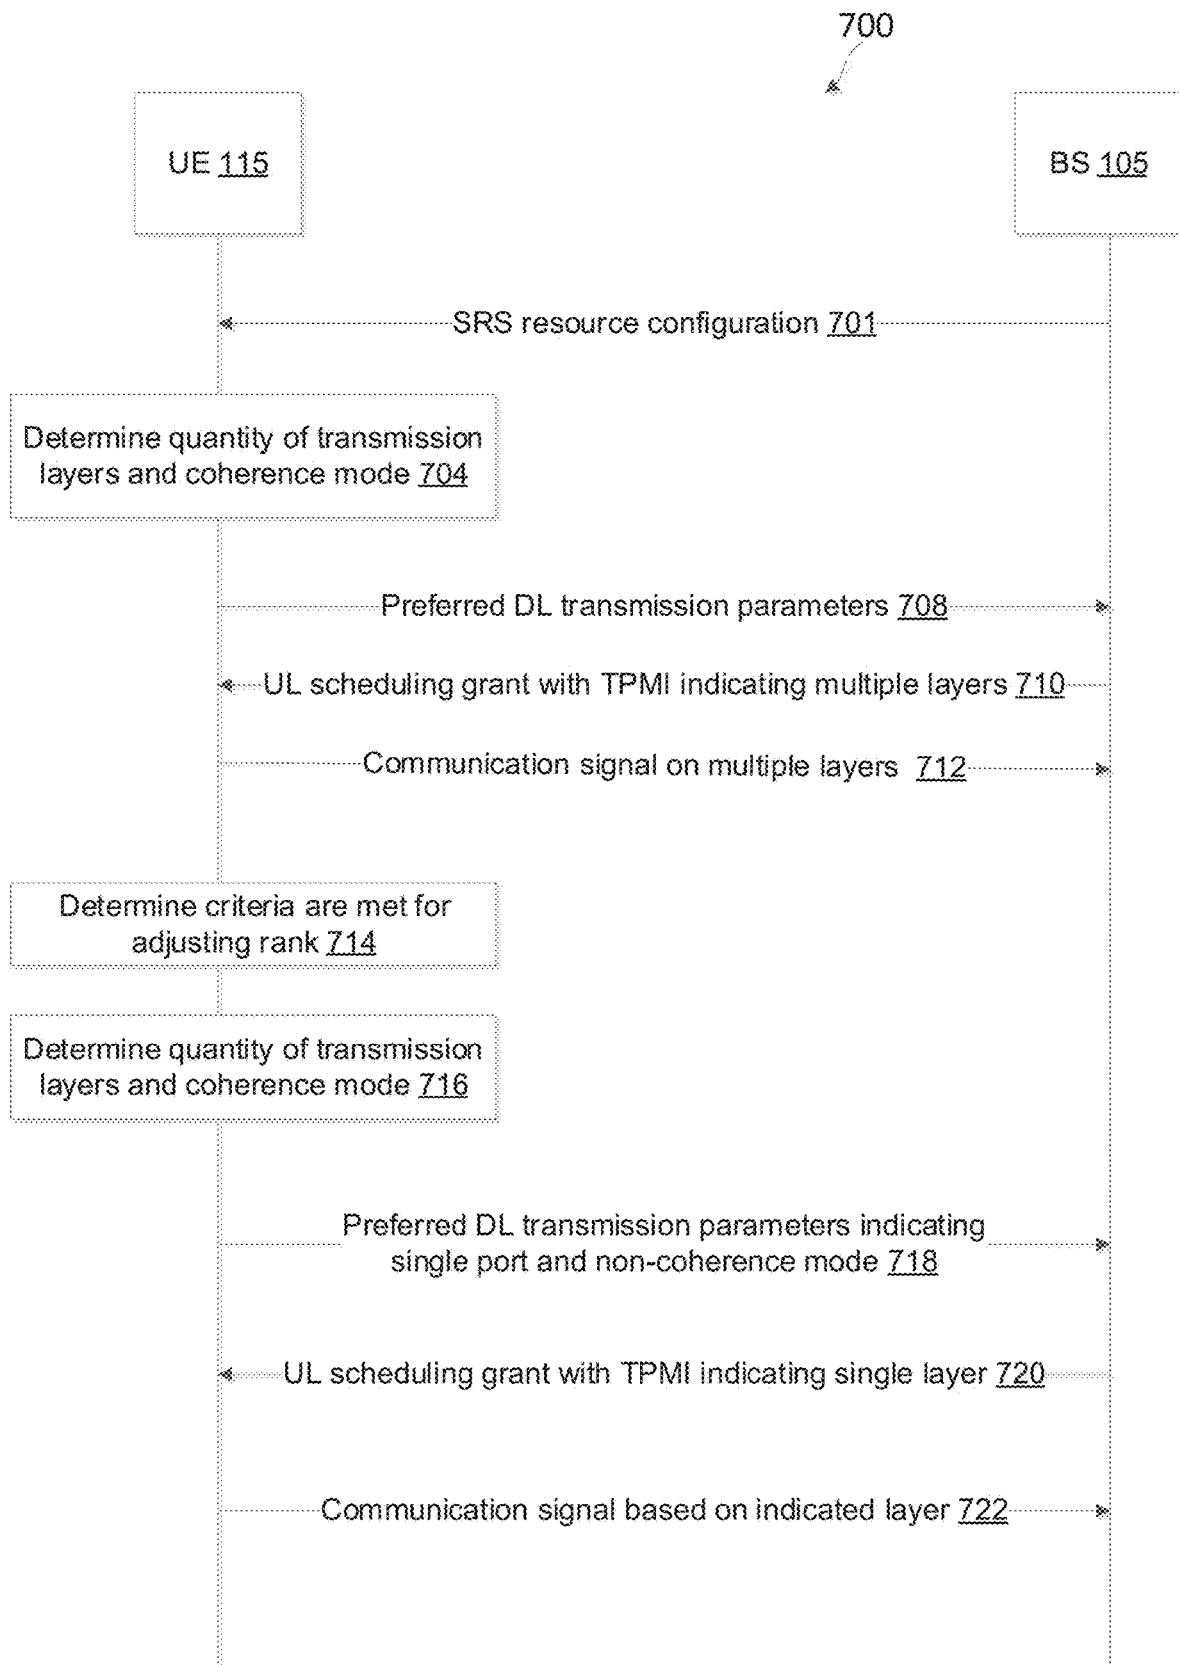 700
UE 115
BS 105
SRS resource configuration 701
Determine quantity of transmission
layers and coherence mode 704
Preferred DL transmission parameters 708
UL scheduling grant with TPMI indicating multiple layers 710
Communication signal on multiple layers 712
Determine criteria are met for
adjusting rank 714
Determine quantity of transmission
layers and coherence mode 716
Preferred DL transmission parameters indicating
single port and non-coherence mode 718
UL scheduling grant with TPMI indicating single layer 720
Communication signal based on indicated layer 722